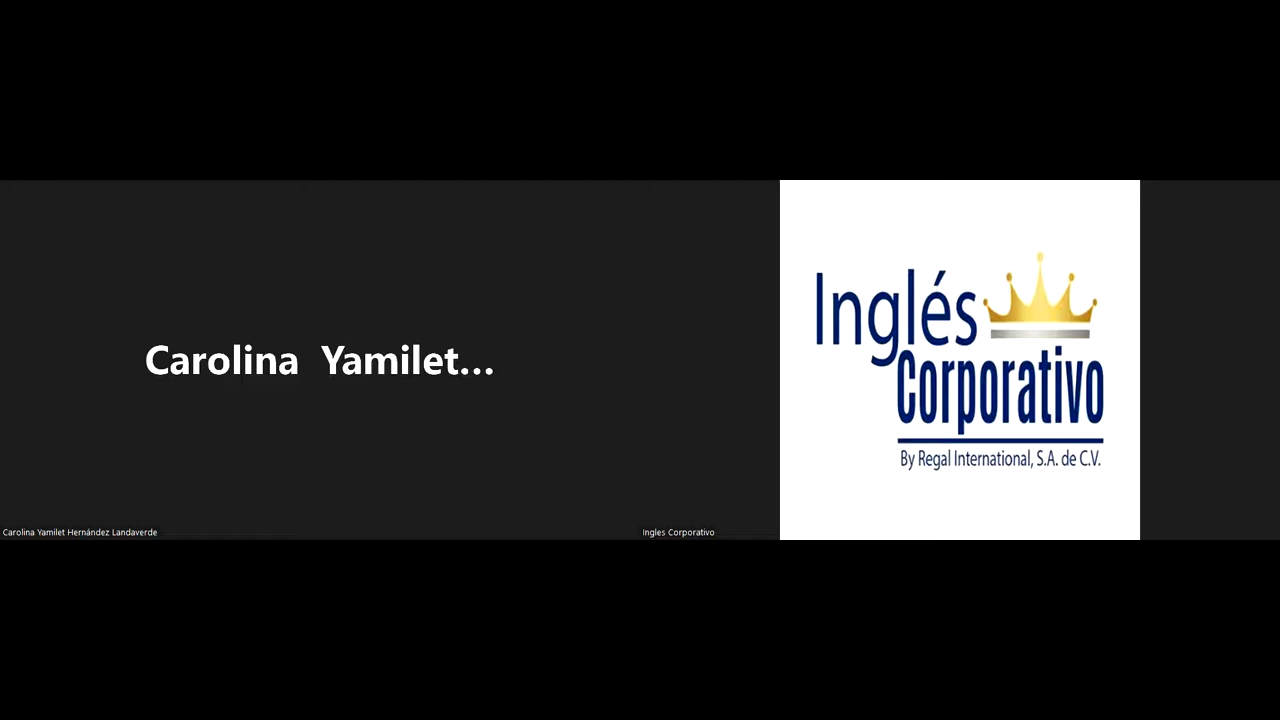 Carolina  Yamilet...
Carolina Yamilet Hernández Landaverde
Inglés
Corporativo
By Regal International, S.A. de C.V.
Ingles Corporativo